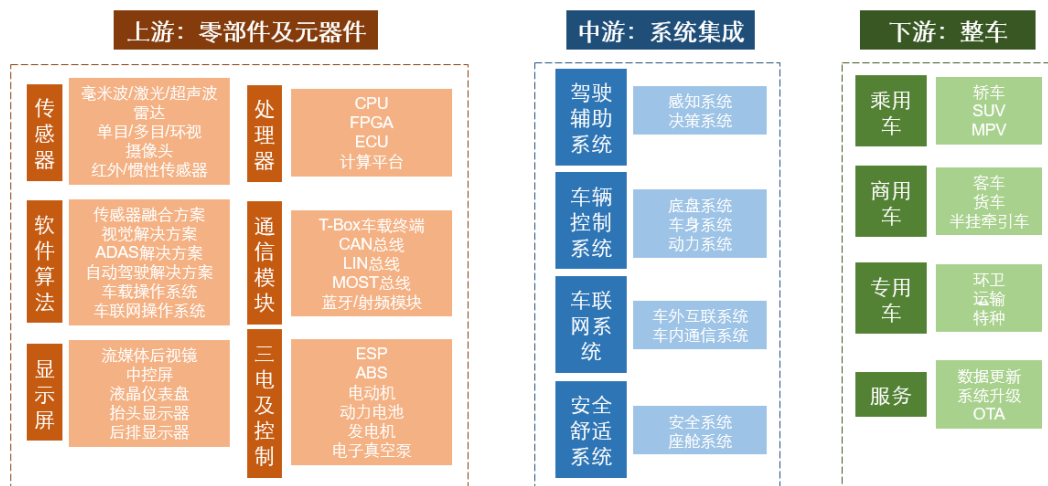 上游：零部件及元器件
传感器
毫米波/激光/超声波
雷达
单目/多目/环视
摄像头
红外/惯性传感器
处理器
CPU
FPGA
ECU
计算平台
软件算法
传感器融合方案
视觉解决方案
ADAS解决方案
自动驾驶解决方案
车载操作系统
车联网操作系统
通信模块
T-Box车载终端
CAN总线
LIN总线
MOST总线
蓝牙/射频模块
显示屏
流媒体后视镜
中控屏
液晶仪表盘
抬头显示器
后排显示器
三电及控制
ESP
ABS
电动机
动力电池
发电机
电子真空泵
中游：系统集成
驾驶
辅助
系统
感知系统
决策系统
车辆
控制
系统
底盘系统
车身系统
动力系统
车联
网系
统
车外互联系统
车内通信系统
安全
舒适
系统
安全系统
座舱系统
下游：整车
乘用
车
轿车
SUV
MPV
商用
车
客车
货车
半挂牵引车
专用
车
环卫
运输
特种
服务
数据更新
系统升级
OTA